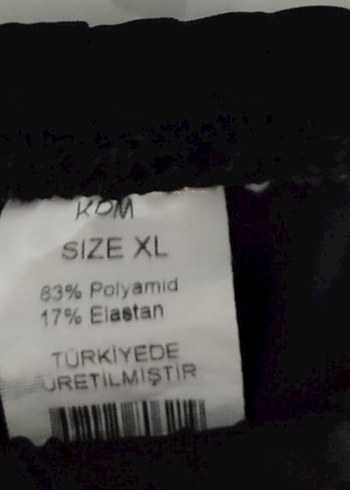 KOM
SIZE XL
83% Polyamid
17% Elastan
TÜRKİYEDE
ÜRETİLMİŞTİR